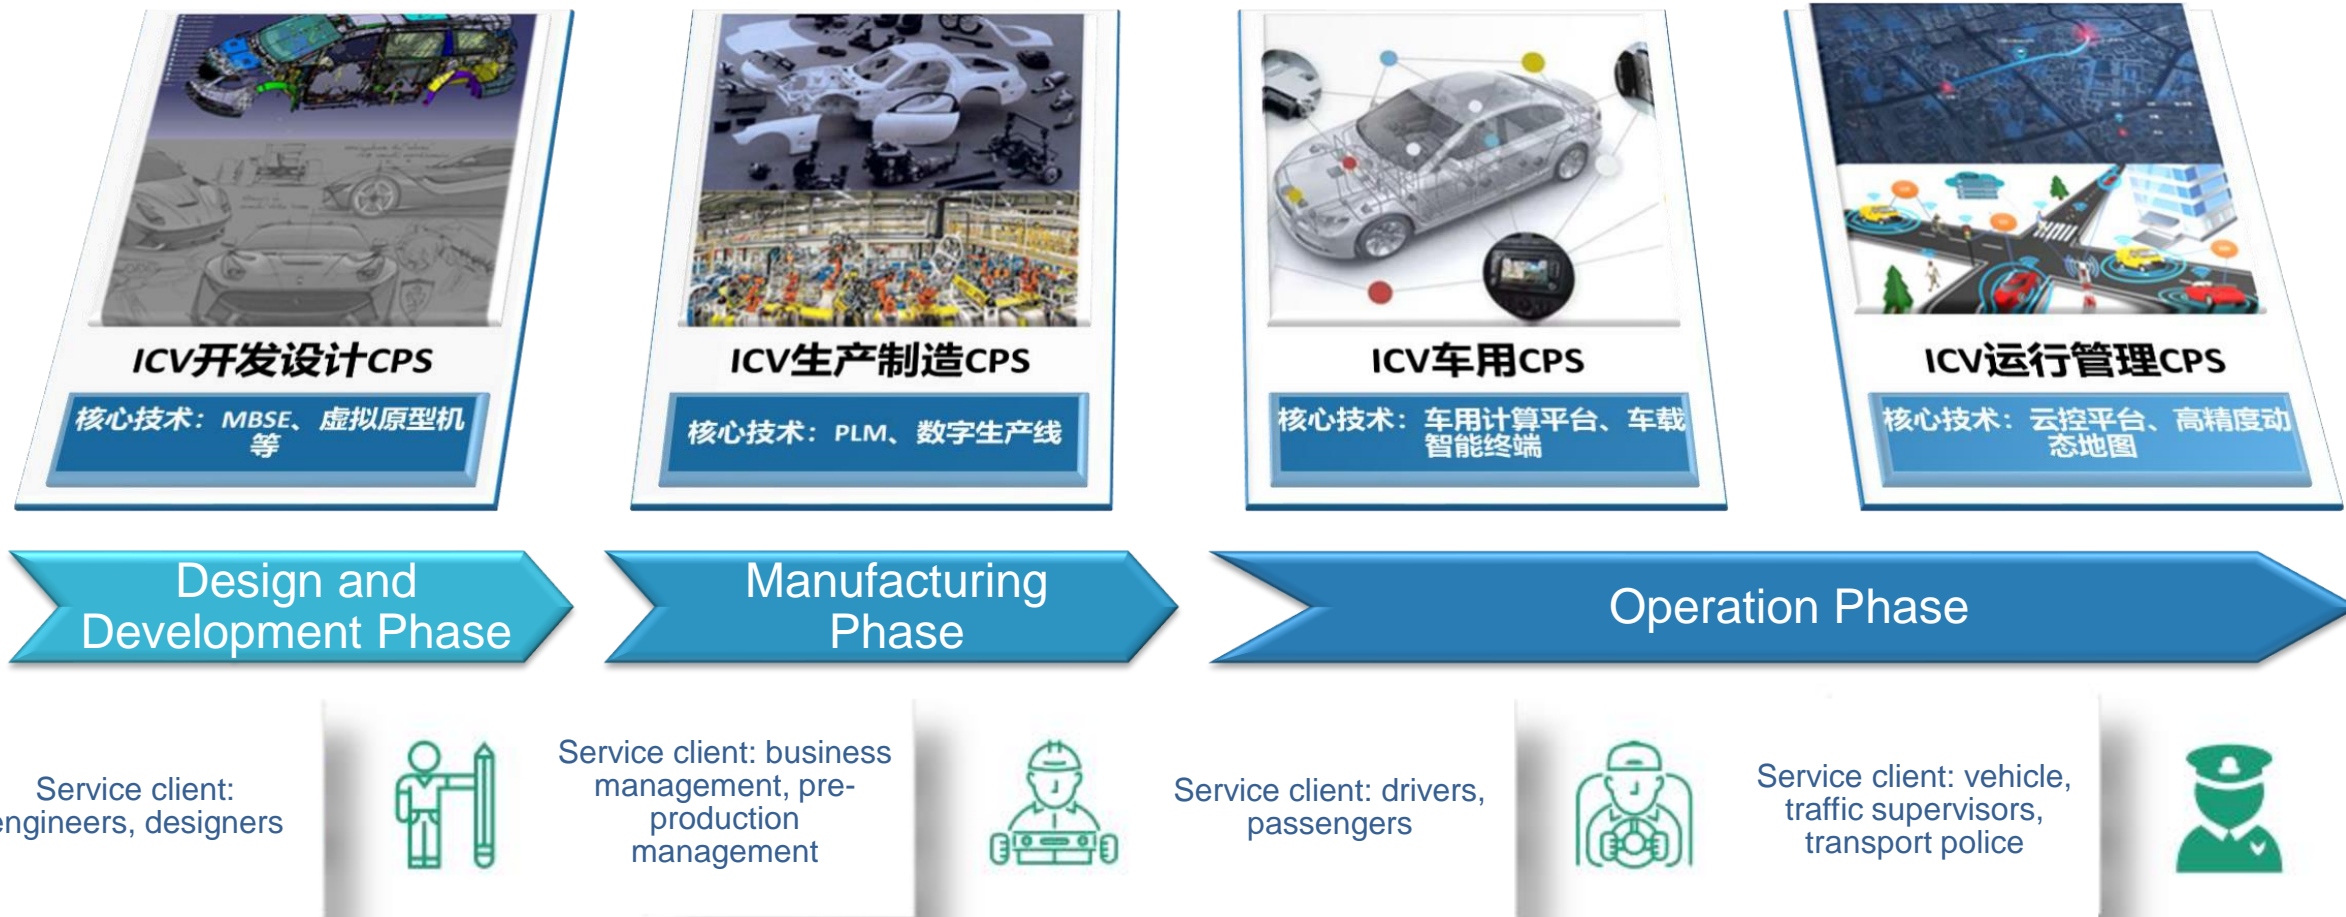 ICV开发设计CPS
核心技术：MBSE、虚拟原型机
等
ICV生产制造CPS
核心技术：PLM、数字生产线
ICV车用CPS
核心技术：车用计算平台、车载
智能终端
ICV运行管理CPS
核心技术：云控平台、高精度动
态地图
Design and
Development Phase
Manufacturing
Phase
Operation Phase
Service client:
engineers, designers
Service client: business
management, pre-
production
management
Service client: drivers,
passengers
Service client: vehicle,
traffic supervisors,
transport police